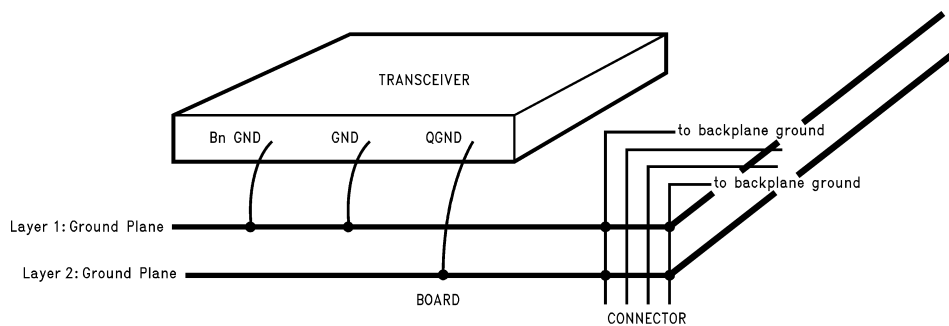 TRANSCEIVER
Bn GND
GND
QGND
to backplane ground
to backplane ground
Layer 1: Ground Plane
Layer 2: Ground Plane
BOARD
CONNECTOR